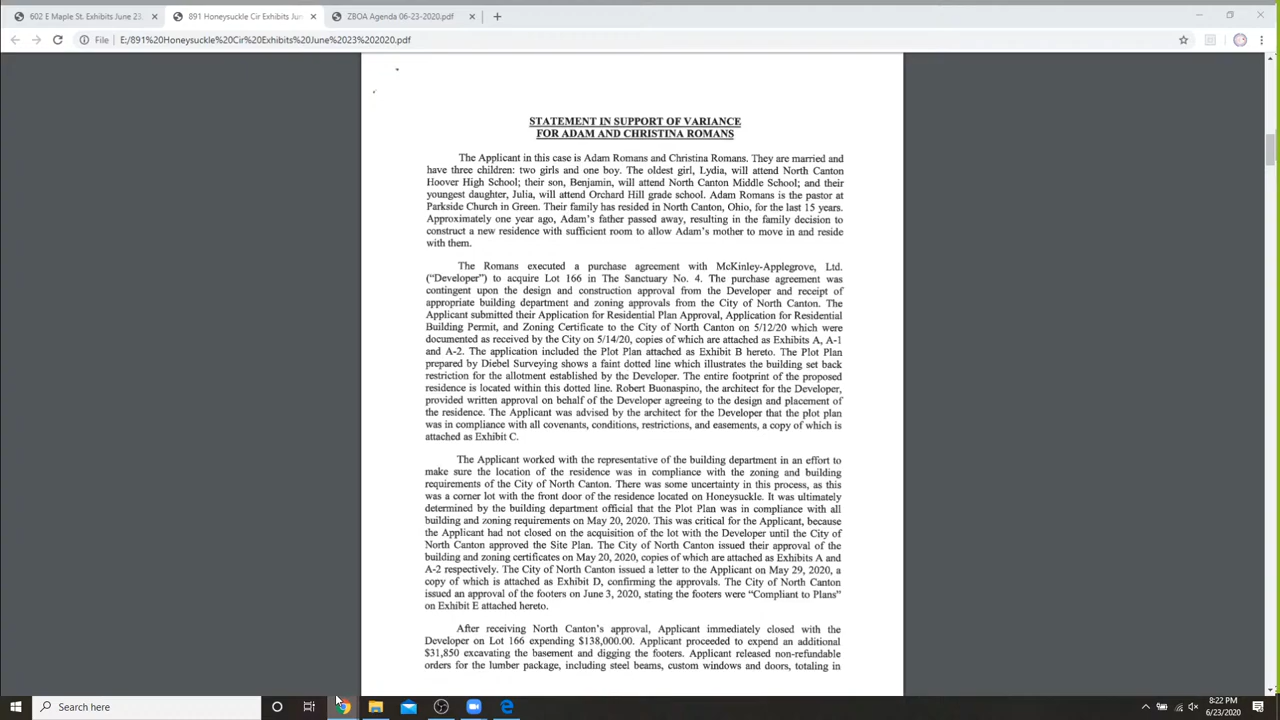 602 E Maple St. Exhibits June 23.
891 Honeysuckle Cir Exhibits Jun
ZBOA Agenda 06-23-2020.pdf
File
E:/891%20Honeysuckle%20Cir%20Exhibits%20June%2023%202020.pdf
STATEMENT IN SUPPORT OF VARIANCE
FOR ADAM AND CHRISTINA ROMANS
The Applicant in this case is Adam Romans and Christina Romans. They are married and
have three children: two girls and one boy. The oldest girl, Lydia, will attend North Canton
Hoover High School; their son, Benjamin, will attend North Canton Middle School; and their
youngest daughter, Julia, will attend Orchard Hill grade school. Adam Romans is the pastor at
Parkside Church in Green. Their family has resided in North Canton, Ohio, for the last 15 years.
Approximately one year ago, Adam's father passed away, resulting in the family decision to
construct a new residence with sufficient room to allow Adam's mother to move in and reside
with them.
The Romans executed a purchase agreement with McKinley-Applegrove, Ltd.
("Developer") to acquire Lot 166 in The Sanctuary No. 4. The purchase agreement was
contingent upon the design and construction approval from the Developer and receipt of
appropriate building department and zoning approvals from the City of North Canton. The
Applicant submitted their Application for Residential Plan Approval, Application for Residential
Building Permit, and Zoning Certificate to the City of North Canton on 5/12/20 which were
documented as received by the City on 5/14/20, copies of which are attached as Exhibits A, A-1
and A-2. The application included the Plot Plan attached as Exhibit B hereto. The Plot Plan
prepared by Diebel Surveying shows a faint dotted line which illustrates the building set back
restriction for the allotment established by the Developer. The entire footprint of the proposed
residence is located within this dotted line. Robert Buonaspino, the architect for the Developer,
provided written approval on behalf of the Developer agreeing to the design and placement of
the residence. The Applicant was advised by the architect for the Developer that the plot plan
was in compliance with all covenants, conditions, restrictions, and easements, a copy of which is
attached as Exhibit C.
The Applicant worked with the representative of the building department in an effort to
make sure the location of the residence was in compliance with the zoning and building
requirements of the City of North Canton. There was some uncertainty in this process, as this
was a corner lot with the front door of the residence located on Honeysuckle. It was ultimately
determined by the building department official that the Plot Plan was in compliance with all
building and zoning requirements on May 20, 2020. This was critical for the Applicant, because
the Applicant had not closed on the acquisition of the lot with the Developer until the City of
North Canton approved the Site Plan. The City of North Canton issued their approval of the
building and zoning certificates on May 20, 2020, copies of which are attached as Exhibits A and
A-2 respectively. The City of North Canton issued a letter to the Applicant on May 29, 2020, a
copy of which is attached as Exhibit D, confirming the approvals. The City of North Canton
issued an approval of the footers on June 3, 2020, stating the footers were "Compliant to Plans"
on Exhibit E attached hereto.
After receiving North Canton's approval, Applicant immediately closed with the
Developer on Lot 166 expending $138,000.00. Applicant proceeded to expend an additional
$31,850 excavating the basement and digging the footers. Applicant released non-refundable
orders for the lumber package, including steel beams, custom windows and doors, totaling in
Search here
8:22 PM
6/23/2020